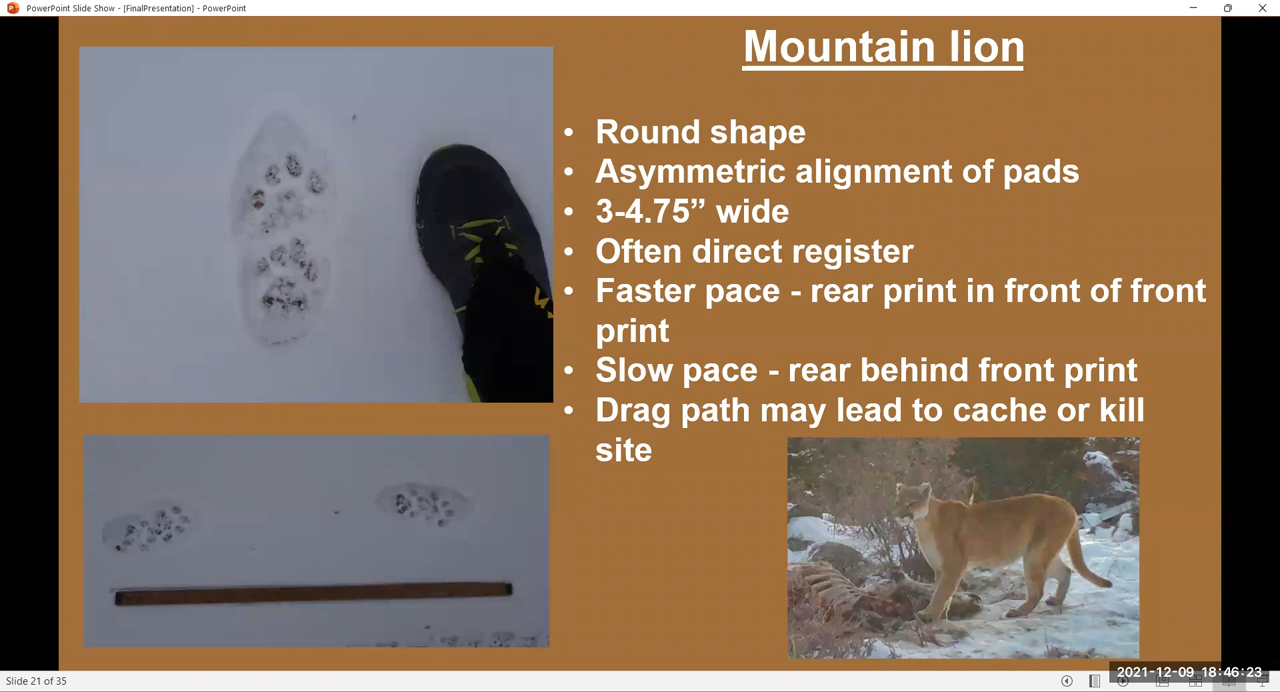 PowerPoint Slide Show - [FinalPresentation] - PowerPoint
Mountain lion
• Round shape
• Asymmetric alignment of pads
• 3-4.75” wide
• Often direct register
• Faster pace - rear print in front of front
print
• Slow pace - rear behind front print
• Drag path may lead to cache or kill
site
Slide 21 of 35
2021-12-09 18:46:23